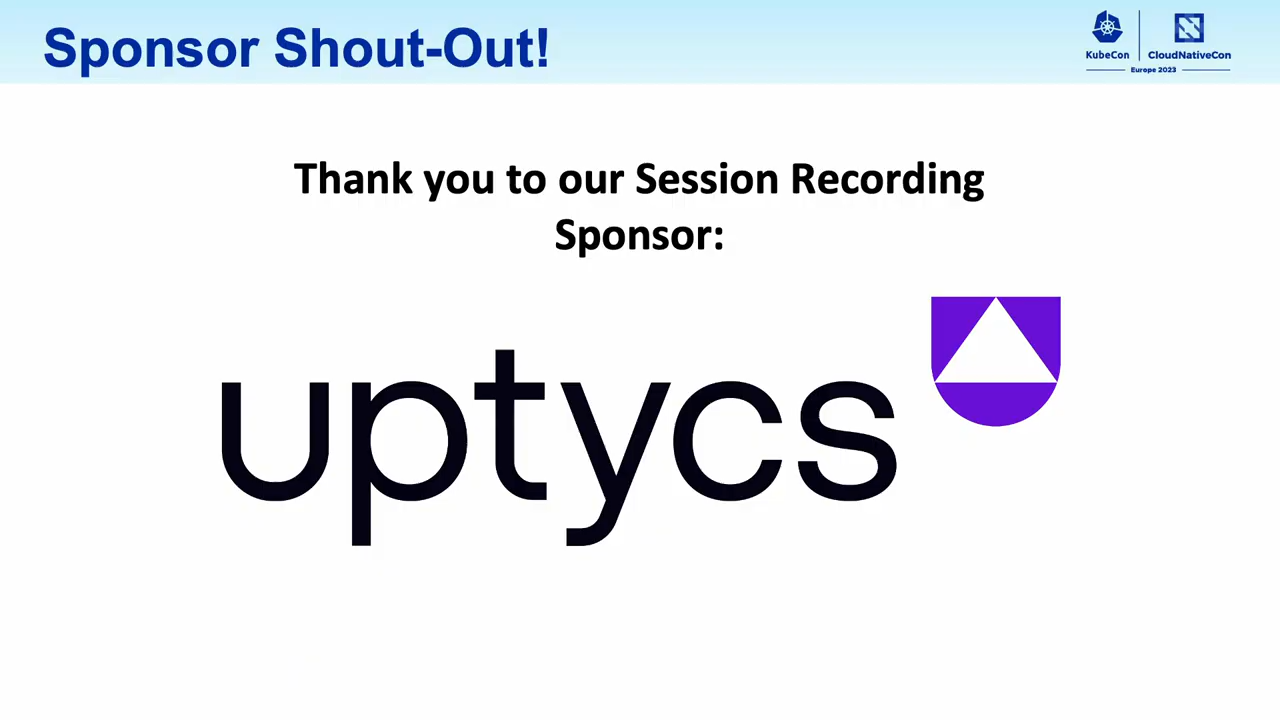 Sponsor Shout-Out!
KubeCon
CloudNativeCon
Europe 2023
Thank you to our Session Recording
Sponsor:
uptycs